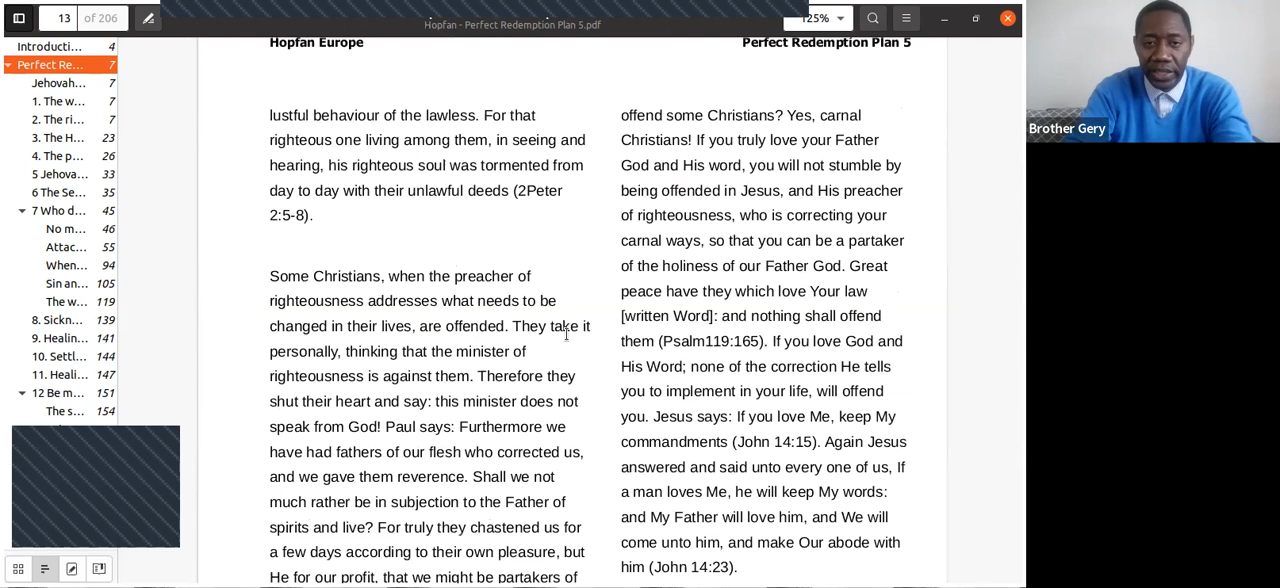 13 of 206
Hopfan - Perfect Redemption Plan 5.pdf
125%
Introducti... 4
Perfect Re... 7
Jehovah... 7
1. The w... 7
2. The ri... 7
3. The H... 23
4. The p... 26
5 Jehova... 33
6 The Se... 35
7 Who d... 45
No m... 46
Attac... 55
When... 94
Sin an... 105
The w... 119
8. Sickn... 139
9. Healin... 141
10. Settl... 144
11. Heali... 147
12 Be m... 151
The s... 154
Hopfan Europe
Perfect Redemption Plan 5
lustful behaviour of the lawless. For that
righteous one living among them, in seeing and
hearing, his righteous soul was tormented from
day to day with their unlawful deeds (2Peter
2:5-8).
Some Christians, when the preacher of
righteousness addresses what needs to be
changed in their lives, are offended. They take it
personally, thinking that the minister of
righteousness is against them. Therefore they
shut their heart and say: this minister does not
speak from God! Paul says: Furthermore we
have had fathers of our flesh who corrected us,
and we gave them reverence. Shall we not
much rather be in subjection to the Father of
spirits and live? For truly they chastened us for
a few days according to their own pleasure, but
He for our profit, that we might be partakers of
offend some Christians? Yes, carnal
Christians! If you truly love your Father
God and His word, you will not stumble by
being offended in Jesus, and His preacher
of righteousness, who is correcting your
carnal ways, so that you can be a partaker
of the holiness of our Father God. Great
peace have they which love Your law
[written Word]: and nothing shall offend
them (Psalm119:165). If you love God and
His Word; none of the correction He tells
you to implement in your life, will offend
you. Jesus says: If you love Me, keep My
commandments (John 14:15). Again Jesus
answered and said unto every one of us, If
a man loves Me, he will keep My words:
and My Father will love him, and We will
come unto him, and make Our abode with
him (John 14:23).
Brother Gery